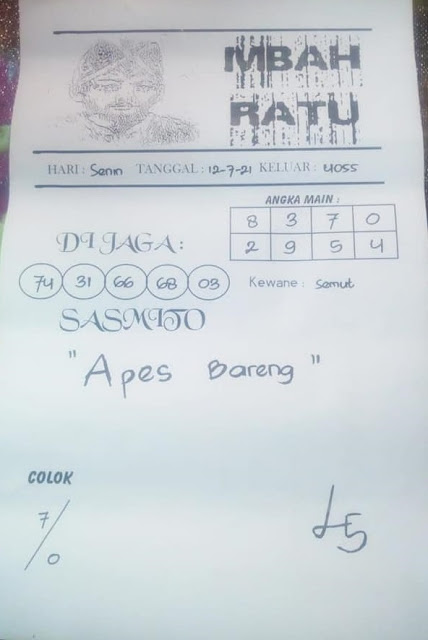 MBAH
RATU
HARI : Senin TANGGAL : 12-7-21 KELUAR : 4055
ANGKA MAIN :
8 3 7 0
2 9 5 4
DI JAGA :
74 31 66 68 03
Kewane : Semut
SASMITO
"Apes Bareng"
COLOK
7/0